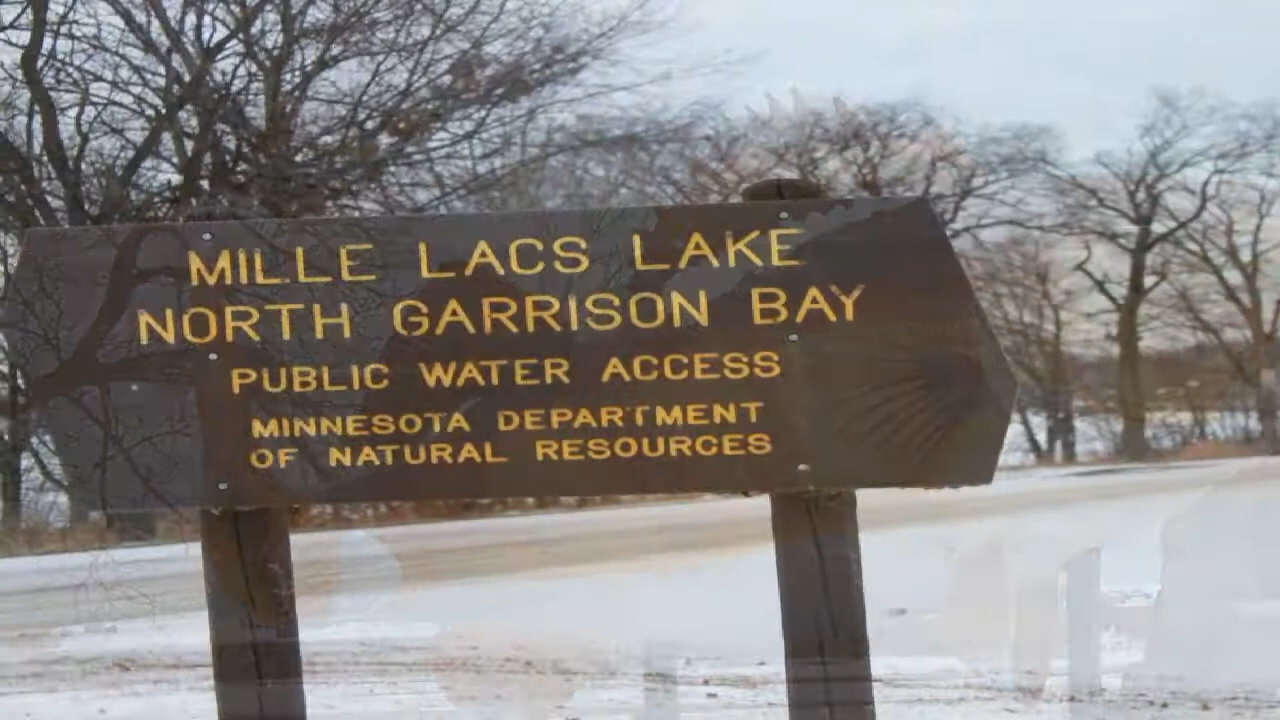 MILLE LACS LAKE
NORTH GARRISON BAY
PUBLIC WATER ACCESS
MINNESOTA DEPARTMENT
OF NATURAL RESOURCES